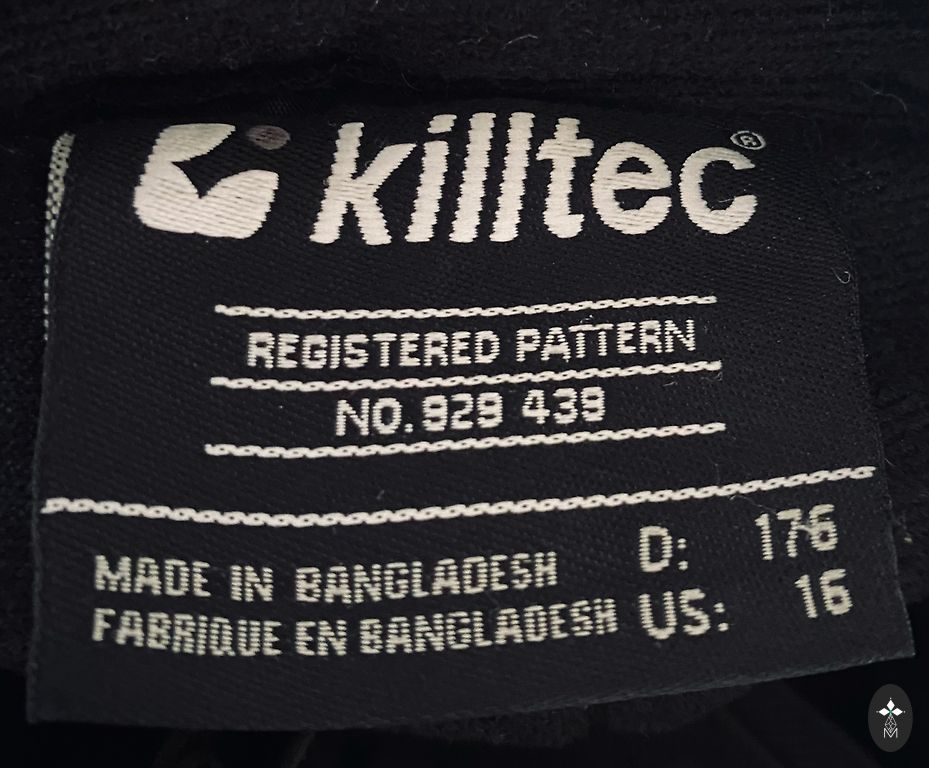 killtec®
REGISTERED PATTERN
NO. 929 439
MADE IN BANGLADESH
FABRIQUE EN BANGLADESH
D: 176
US: 16
M